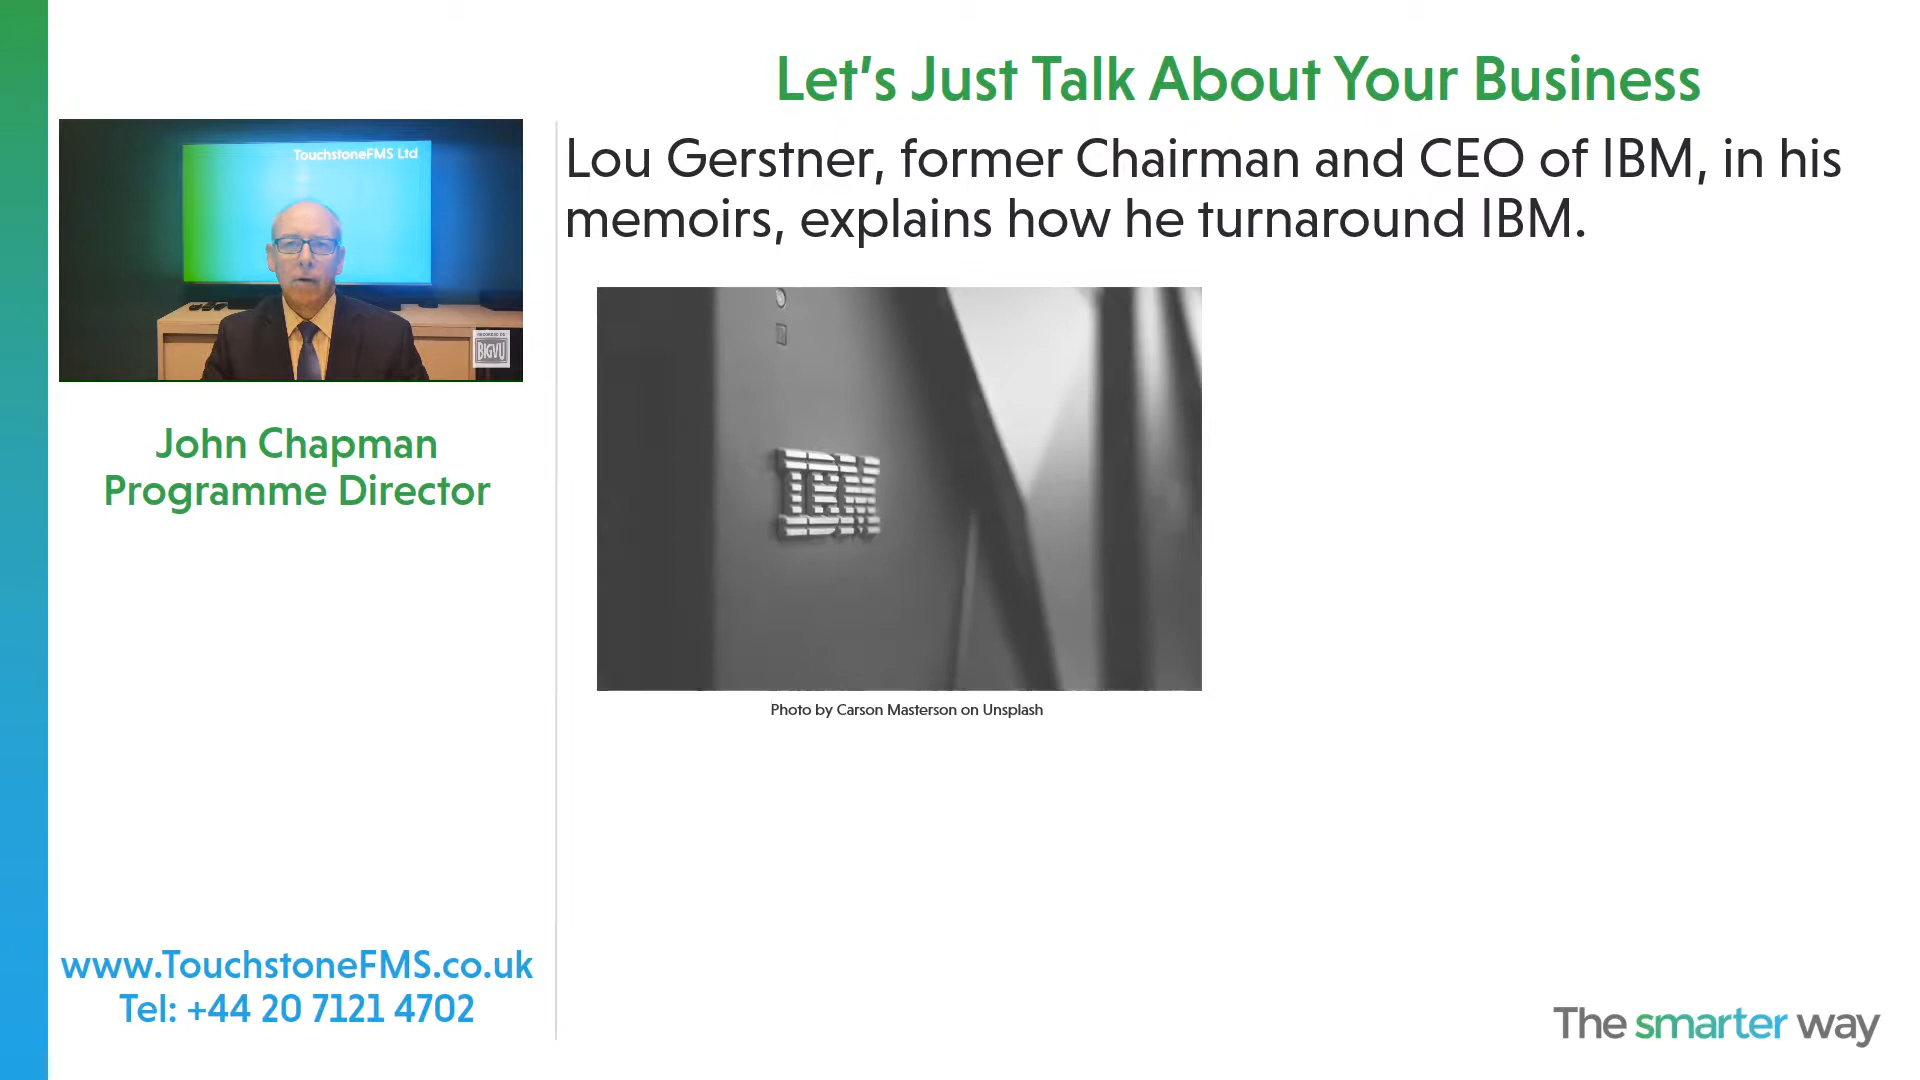 Let's Just Talk About Your Business
TouchstoneFMS Ltd
BIGVU
John Chapman
Programme Director
www.TouchstoneFMS.co.uk
Tel: +44 20 7121 4702
Lou Gerstner, former Chairman and CEO of IBM, in his
memoirs, explains how he turnaround IBM.
IBM
Photo by Carson Masterson on Unsplash
The smarter way